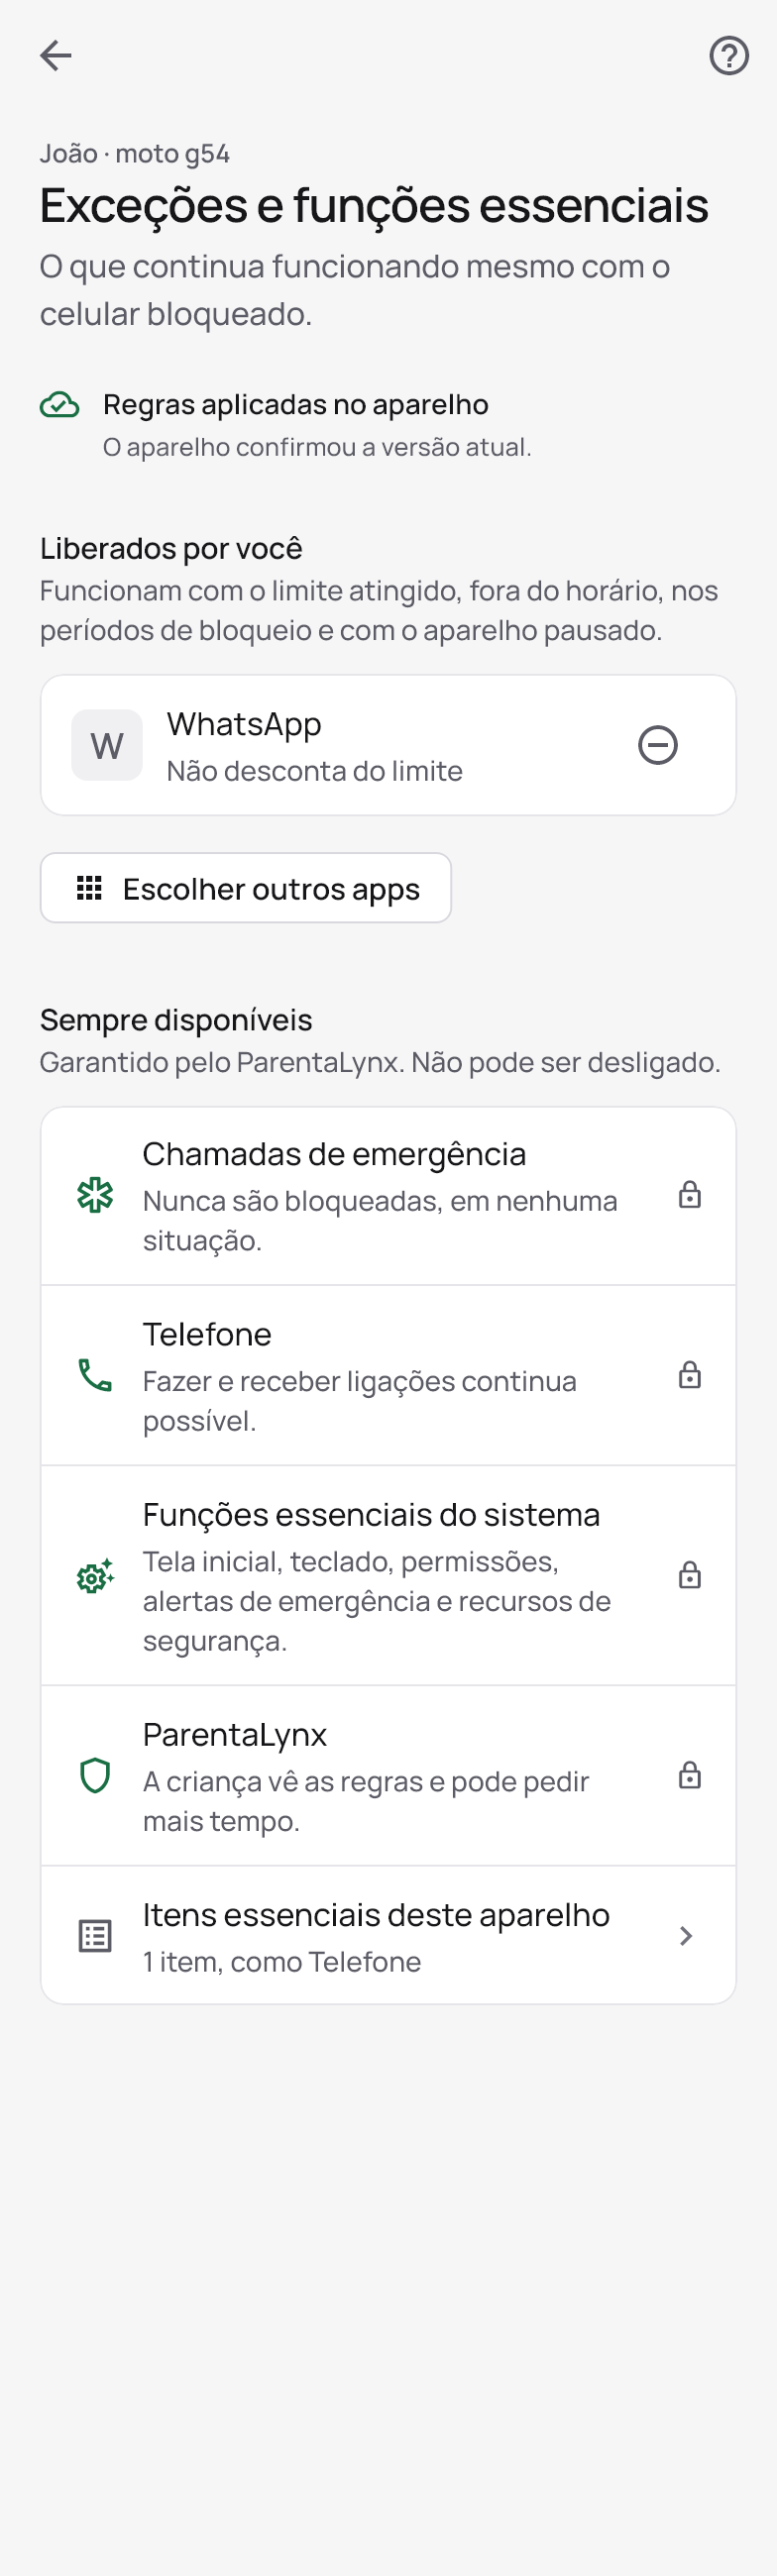 João · moto g54
Exceções e funções essenciais
O que continua funcionando mesmo com o
celular bloqueado.
Regras aplicadas no aparelho
O aparelho confirmou a versão atual.
Liberados por você
Funcionam com o limite atingido, fora do horário, nos
períodos de bloqueio e com o aparelho pausado.
W
WhatsApp
Não desconta do limite
Escolher outros apps
Sempre disponíveis
Garantido pelo ParentaLynx. Não pode ser desligado.
Chamadas de emergência
Nunca são bloqueadas, em nenhuma
situação.
Telefone
Fazer e receber ligações continua
possível.
Funções essenciais do sistema
Tela inicial, teclado, permissões,
alertas de emergência e recursos de
segurança.
ParentaLynx
A criança vê as regras e pode pedir
mais tempo.
Itens essenciais deste aparelho
1 item, como Telefone